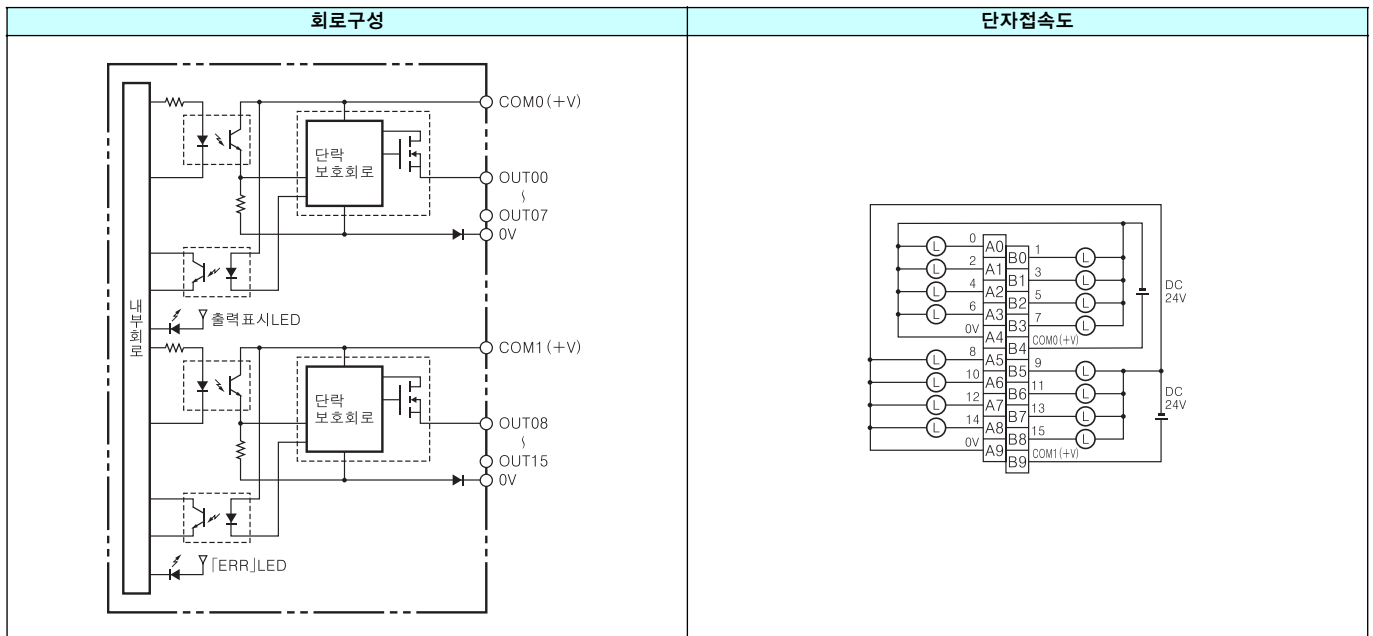 회로구성
단자접속도
COM0(+V)
단락
보호회로
OUT00
~
OUT07
0V
내부회로
출력표시LED
COM1(+V)
단락
보호회로
OUT08
~
OUT15
0V
「ERR」LED
L 0 A0 B0 1 L
L 2 A1 B1 3 L
L 4 A2 B2 5 L
L 6 A3 B3 7 L
0V A4 B4 COM0(+V)
DC
24V
L 8 A5 B5 9 L
L 10 A6 B6 11 L
L 12 A7 B7 13 L
L 14 A8 B8 15 L
0V A9 B9 COM1(+V)
DC
24V